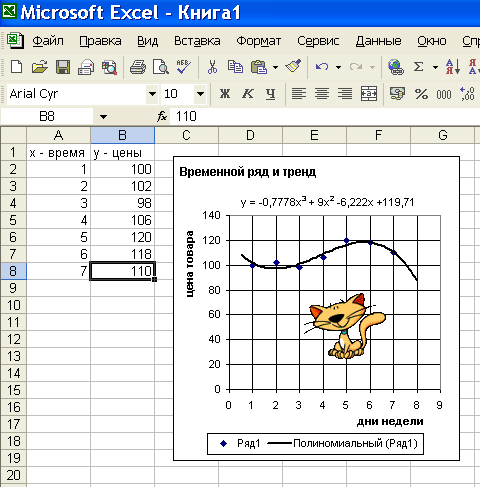 Microsoft Excel - Книга1
Файл Правка Вид Вставка Формат Сервис Данные Окно Спр
Arial Cyr 10 Ж К Ч % 000
B8 110
A B C D E F G
1 x - время y - цены
2 1 100
3 2 102
4 3 98
5 4 106
6 5 120
7 6 118
8 7 110
9
10
11
12
13
14
15
16
17
18
19
20
Временной ряд и тренд
y = -0,7778x³ + 9x² -6,222x +119,71
140
120
100
80
60
40
20
0
цена товара
0 1 2 3 4 5 6 7 8 9
дни недели
Ряд1 Полиномиальный (Ряд1)